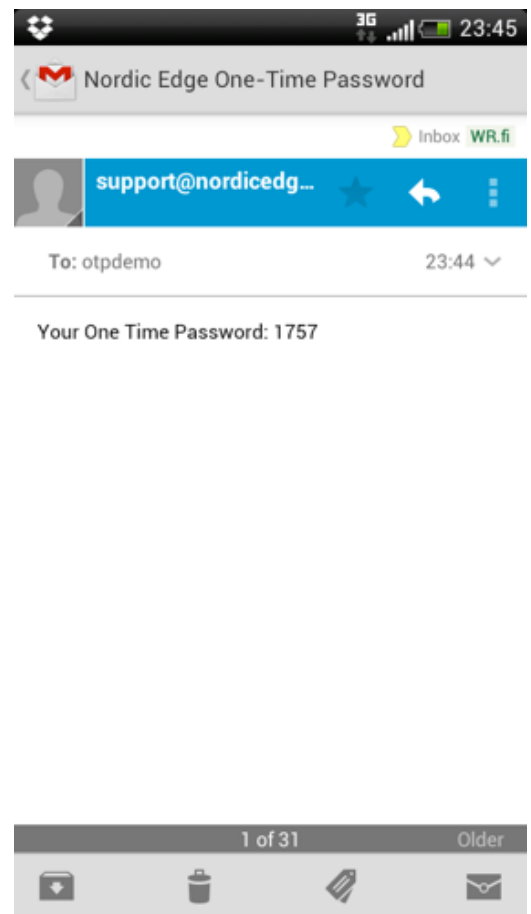 3G 23:45
Nordic Edge One-Time Password
Inbox WR.fi
support@nordicedg...
To: otpdemo 23:44
Your One Time Password: 1757
1 of 31 Older